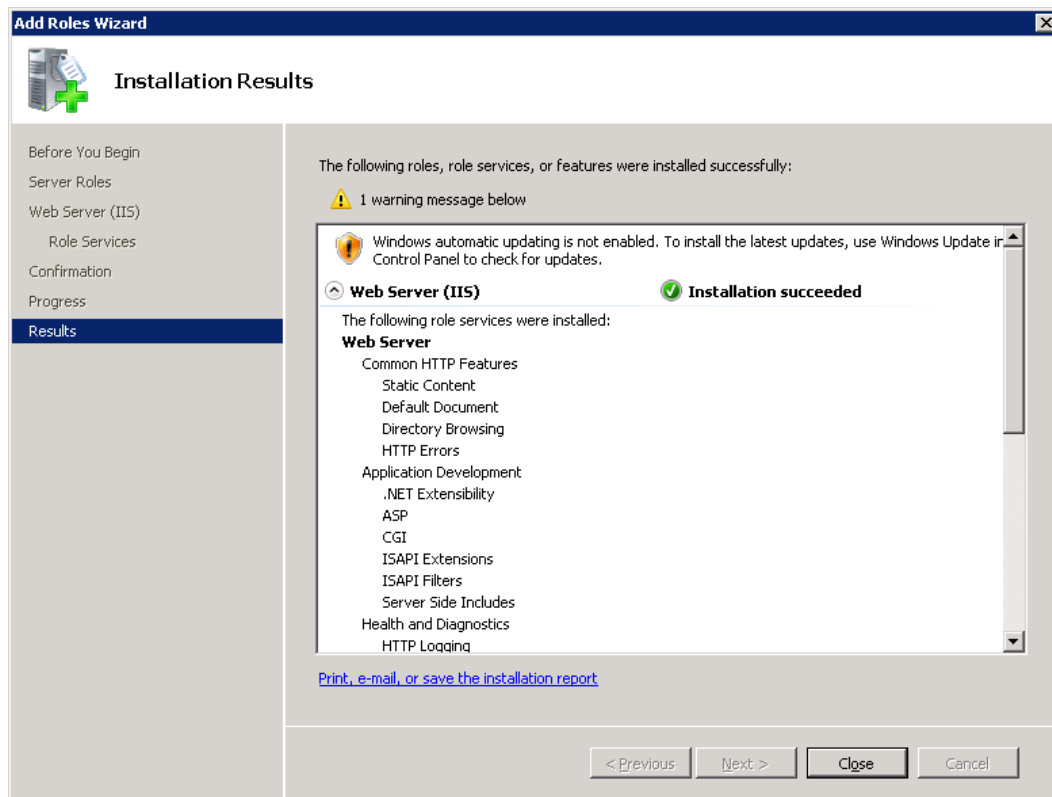 Add Roles Wizard
Installation Results
Before You Begin
Server Roles
Web Server (IIS)
Role Services
Confirmation
Progress
Results
The following roles, role services, or features were installed successfully:
1 warning message below
Windows automatic updating is not enabled. To install the latest updates, use Windows Update in
Control Panel to check for updates.
Web Server (IIS) Installation succeeded
The following role services were installed:
Web Server
Common HTTP Features
Static Content
Default Document
Directory Browsing
HTTP Errors
Application Development
.NET Extensibility
ASP
CGI
ISAPI Extensions
ISAPI Filters
Server Side Includes
Health and Diagnostics
HTTP Logging
Print, e-mail, or save the installation report
< Previous Next > Close Cancel